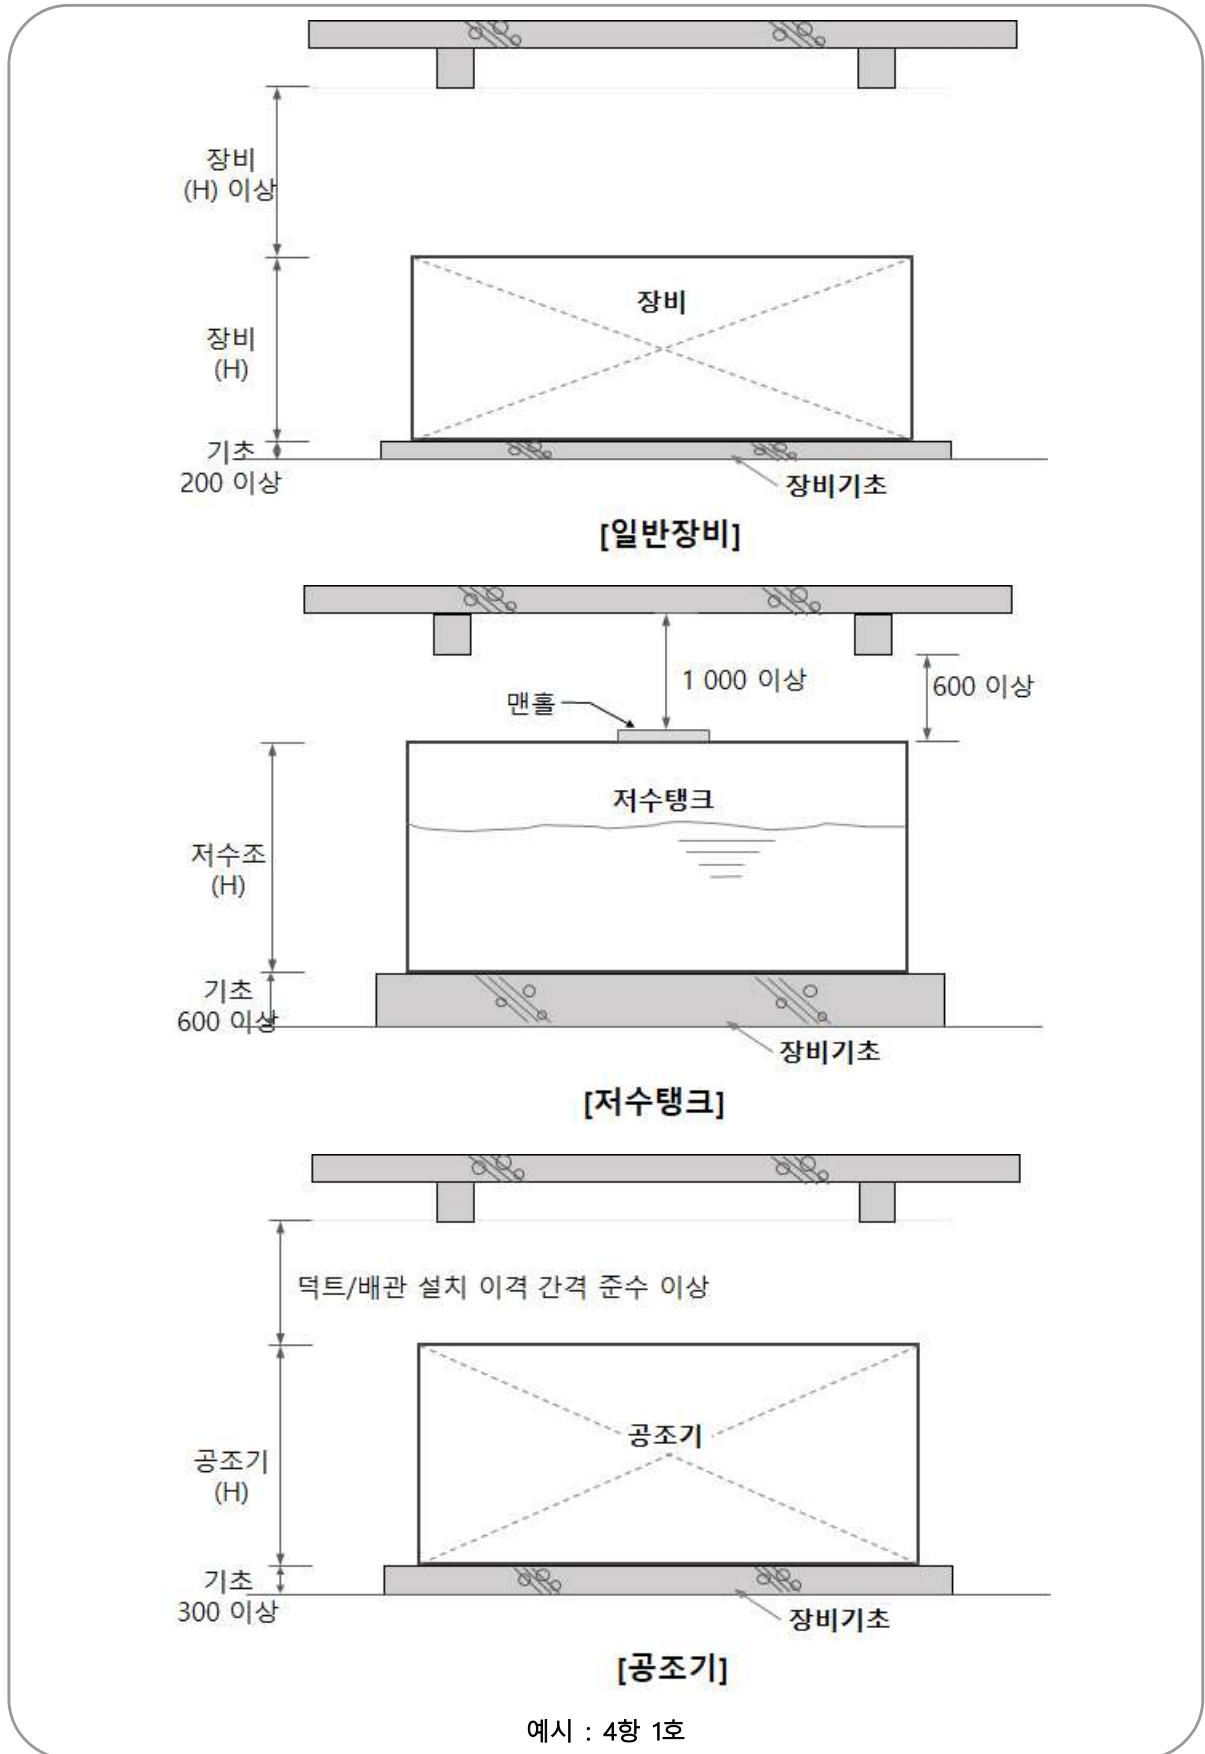 장비
(H) 이상
장비
장비
(H)
기초
200 이상
장비기초
[일반장비]
1 000 이상
600 이상
맨홀
저수탱크
저수조
(H)
기초
600 이상
장비기초
[저수탱크]
덕트/배관 설치 이격 간격 준수 이상
공조기
공조기
(H)
기초
300 이상
장비기초
[공조기]
예시 : 4항 1호